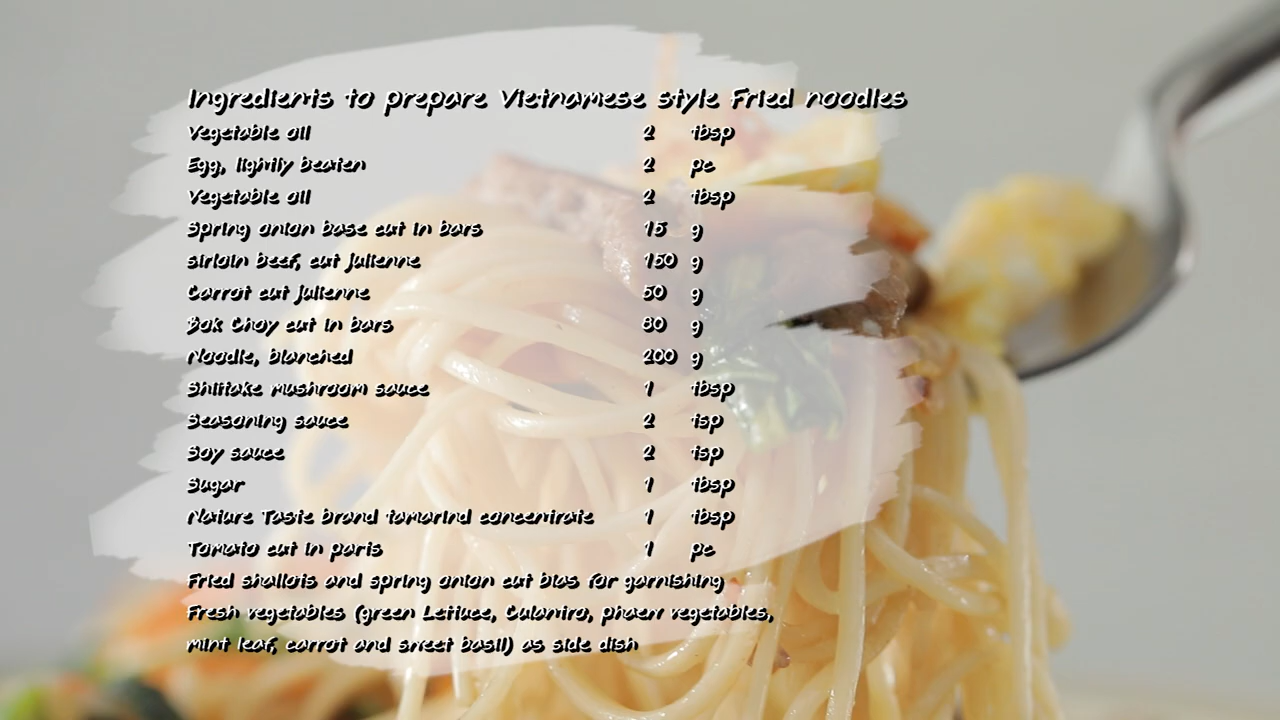 Ingredients to prepare Vietnamese style Fried noodles
Vegetable oil 2 tbsp
Egg, lightly beaten 2 pc
Vegetable oil 2 tbsp
Spring onion base cut in bars 15 g
sirloin beef, cut julienne 150 g
Carrot cut julienne 50 g
Bok Choy cut in bars 80 g
Noodle, blanched 200 g
Shiitake mushroom sauce 1 tbsp
Seasoning sauce 2 tsp
Soy sauce 2 tsp
Sugar 1 tbsp
Nature Taste brand tamarind concentrate 1 tbsp
Tomato cut in parts 1 pc
Fried shallots and spring onion cut bias for garnishing
Fresh vegetables (green Lettuce, Culantro, phaew vegetables,
mint leaf, carrot and sweet basil) as side dish